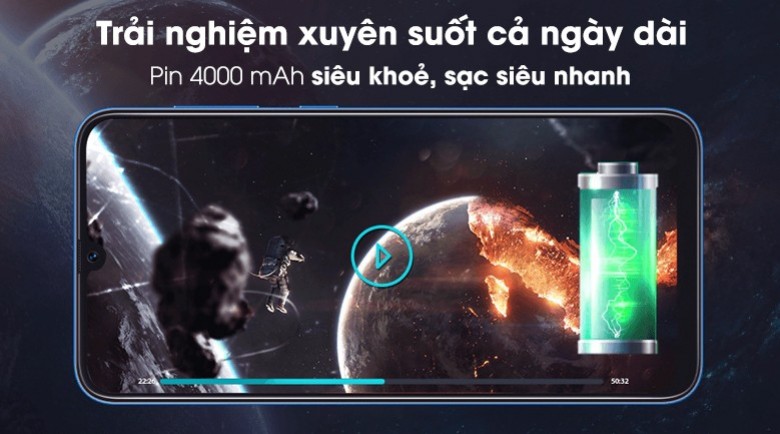 Trải nghiệm xuyên suốt cả ngày dài
Pin 4000 mAh siêu khoẻ, sạc siêu nhanh
22:26 50:32